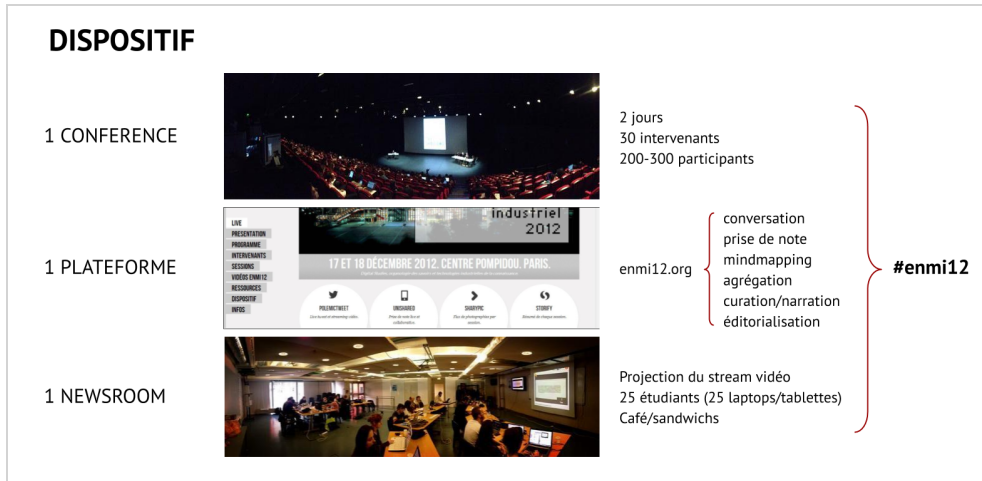 DISPOSITIF
1 CONFERENCE
2 jours
30 intervenants
200-300 participants
1 PLATEFORME
LIVE
PRESENTATION
PROGRAMME
INTERVENANTS
SESSIONS
VIDÉOS ENMI12
RESSOURCES
DISPOSITIF
INFOS
industriel
2012
17 ET 18 DÉCEMBRE 2012. CENTRE POMPIDOU. PARIS.
POLEMICTWEET
UNSHARED
SHARYPIC
STORIFY
enmi12.org
conversation
prise de note
mindmapping
agrégation
curation/narration
éditorialisation
#enmi12
1 NEWSROOM
Projection du stream vidéo
25 étudiants (25 laptops/tablettes)
Café/sandwichs